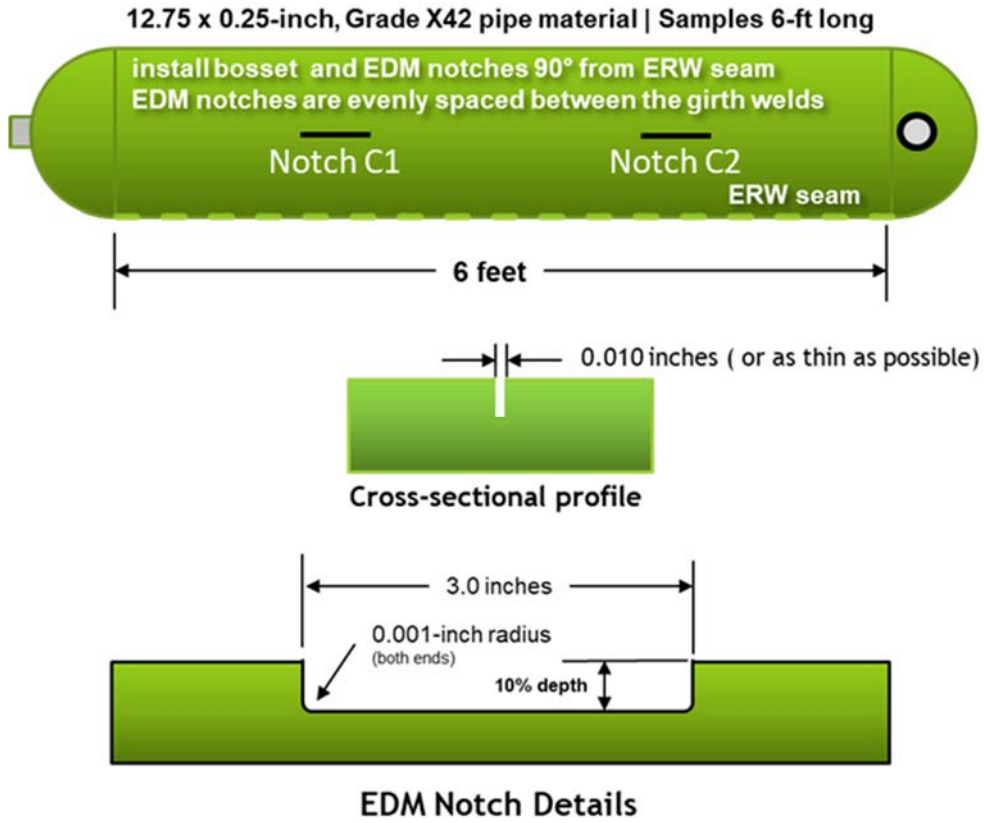 12.75 x 0.25-inch, Grade X42 pipe material | Samples 6-ft long
install bosset and EDM notches 90° from ERW seam
EDM notches are evenly spaced between the girth welds
Notch C1
Notch C2
ERW seam
6 feet
0.010 inches ( or as thin as possible)
Cross-sectional profile
3.0 inches
0.001-inch radius
(both ends)
10% depth
EDM Notch Details